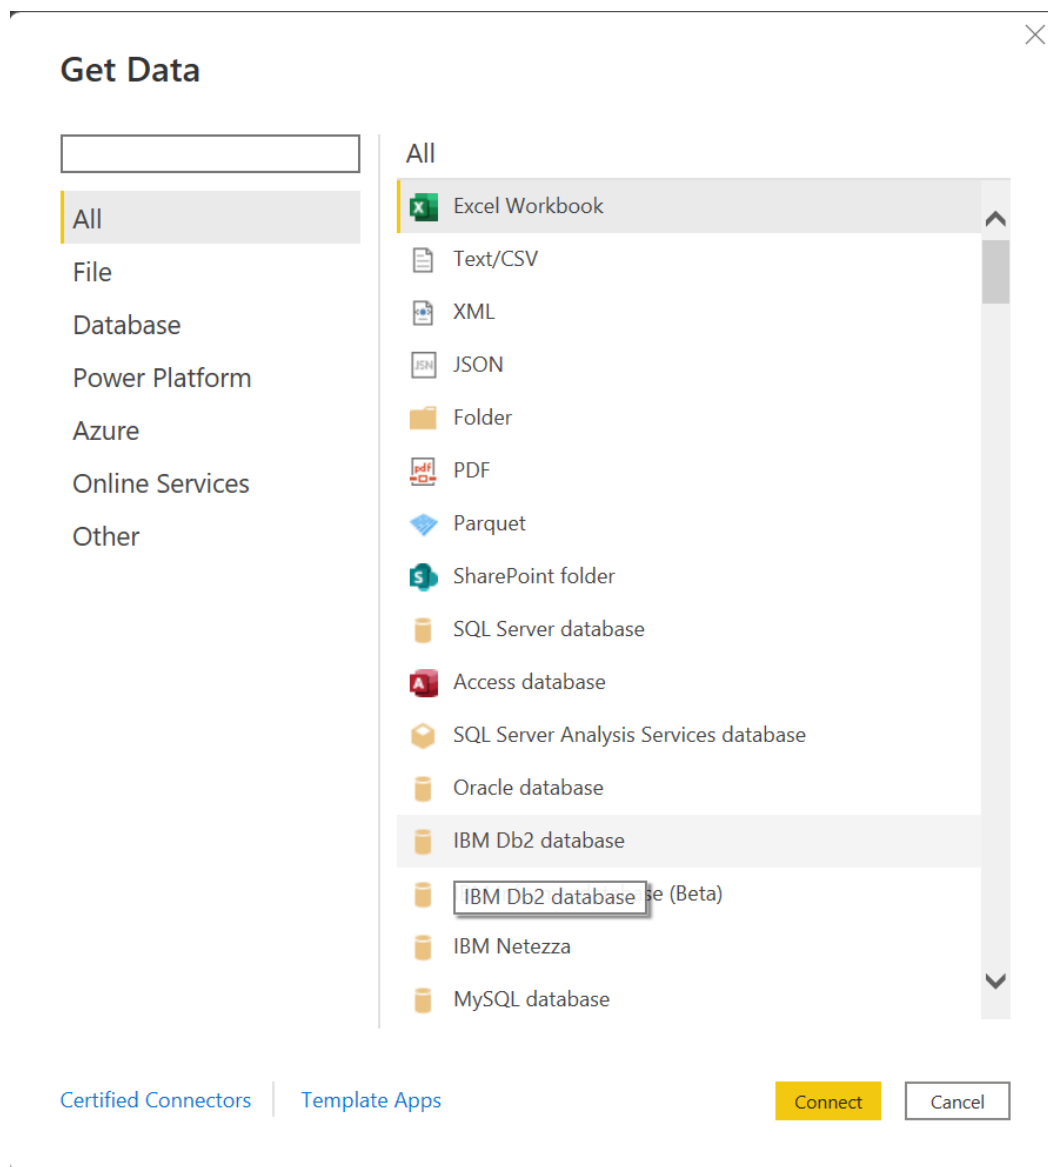 Get Data
All
File
Database
Power Platform
Azure
Online Services
Other
All
Excel Workbook
Text/CSV
XML
JSN JSON
Folder
pdf PDF
Parquet
S SharePoint folder
SQL Server database
A Access database
SQL Server Analysis Services database
Oracle database
IBM Db2 database
IBM Db2 database
(Beta)
IBM Netezza
MySQL database
Certified Connectors
Template Apps
Connect
Cancel